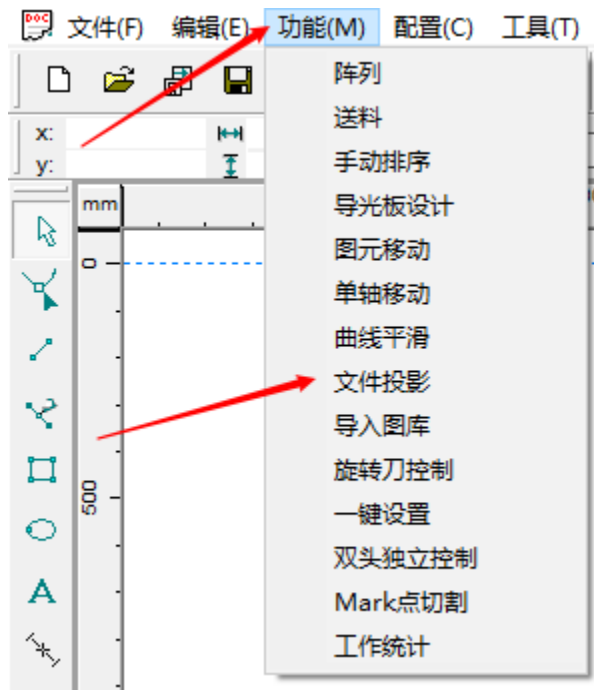 DOC 文件(F) 编辑(E) 功能(M) 配置(C) 工具(T)
x:
y:
mm
0
500
A
阵列
送料
手动排序
导光板设计
图元移动
单轴移动
曲线平滑
文件投影
导入图库
旋转刀控制
一键设置
双头独立控制
Mark点切割
工作统计